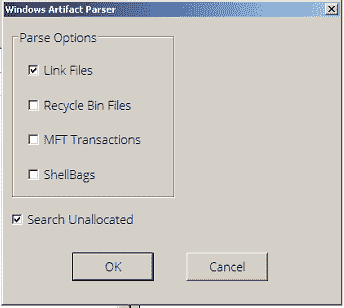 Windows Artifact Parser
Parse Options
Link Files
Recycle Bin Files
MFT Transactions
ShellBags
Search Unallocated
OK
Cancel